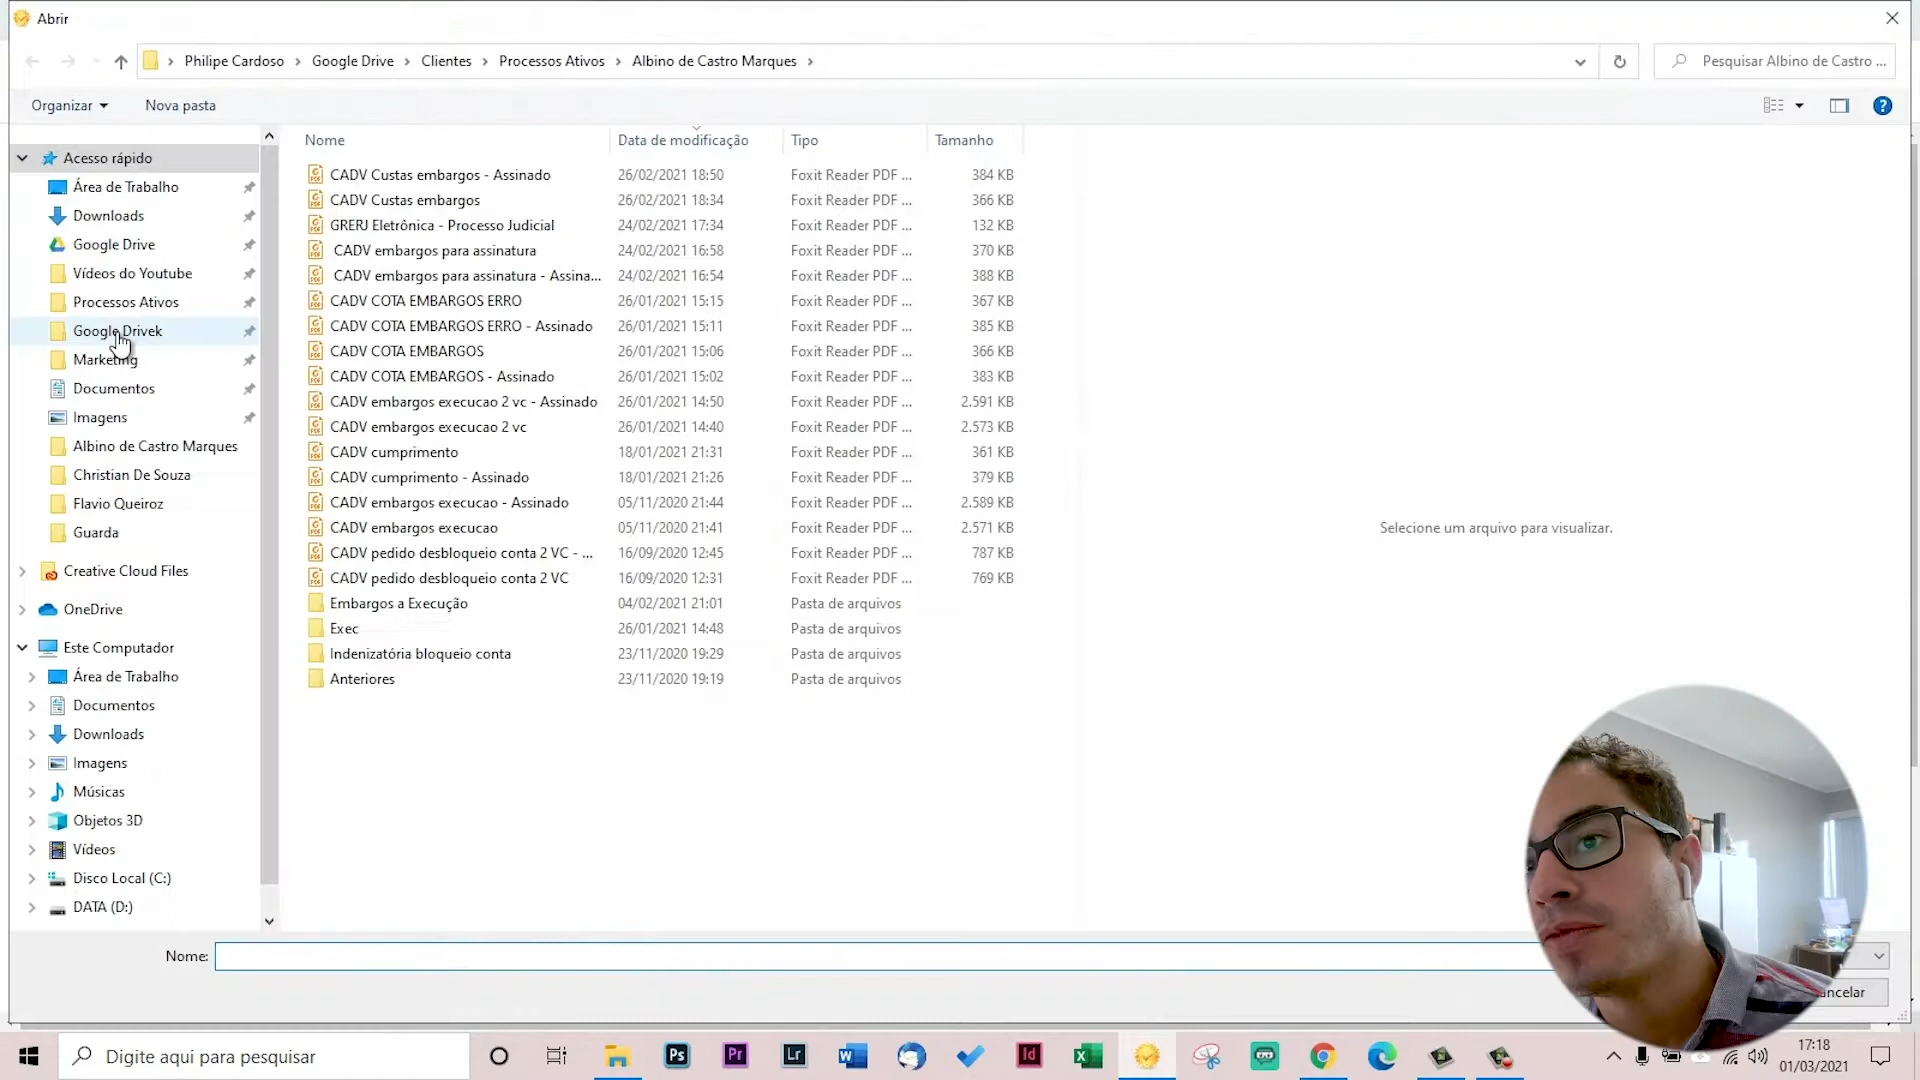 Abrir
Philipe Cardoso > Google Drive > Clientes > Processos Ativos > Albino de Castro Marques >
Pesquisar Albino de Castro ...
Organizar
Nova pasta
Nome Data de modificação Tipo Tamanho
Acesso rápido
Área de Trabalho
Downloads
Google Drive
Vídeos do Youtube
Processos Ativos
Google Drivek
Marketing
Documentos
Imagens
Albino de Castro Marques
Christian De Souza
Flavio Queiroz
Guarda
Creative Cloud Files
OneDrive
Este Computador
Área de Trabalho
Documentos
Downloads
Imagens
Músicas
Objetos 3D
Vídeos
Disco Local (C:)
DATA (D:)
CADV Custas embargos - Assinado 26/02/2021 18:50 Foxit Reader PDF ... 384 KB
CADV Custas embargos 26/02/2021 18:34 Foxit Reader PDF ... 366 KB
GRERJ Eletrônica - Processo Judicial 24/02/2021 17:34 Foxit Reader PDF ... 132 KB
CADV embargos para assinatura 24/02/2021 16:58 Foxit Reader PDF ... 370 KB
CADV embargos para assinatura - Assina... 24/02/2021 16:54 Foxit Reader PDF ... 388 KB
CADV COTA EMBARGOS ERRO 26/01/2021 15:15 Foxit Reader PDF ... 367 KB
CADV COTA EMBARGOS ERRO - Assinado 26/01/2021 15:11 Foxit Reader PDF ... 385 KB
CADV COTA EMBARGOS 26/01/2021 15:06 Foxit Reader PDF ... 366 KB
CADV COTA EMBARGOS - Assinado 26/01/2021 15:02 Foxit Reader PDF ... 383 KB
CADV embargos execucao 2 vc - Assinado 26/01/2021 14:50 Foxit Reader PDF ... 2.591 KB
CADV embargos execucao 2 vc 26/01/2021 14:40 Foxit Reader PDF ... 2.573 KB
CADV cumprimento 18/01/2021 21:31 Foxit Reader PDF ... 361 KB
CADV cumprimento - Assinado 18/01/2021 21:26 Foxit Reader PDF ... 379 KB
CADV embargos execucao - Assinado 05/11/2020 21:44 Foxit Reader PDF ... 2.589 KB
CADV embargos execucao 05/11/2020 21:41 Foxit Reader PDF ... 2.571 KB
CADV pedido desbloqueio conta 2 VC - ... 16/09/2020 12:45 Foxit Reader PDF ... 787 KB
CADV pedido desbloqueio conta 2 VC 16/09/2020 12:31 Foxit Reader PDF ... 769 KB
Embargos a Execução 04/02/2021 21:01 Pasta de arquivos
Exec 26/01/2021 14:48 Pasta de arquivos
Indenizatória bloqueio conta 23/11/2020 19:29 Pasta de arquivos
Anteriores 23/11/2020 19:19 Pasta de arquivos
Selecione um arquivo para visualizar.
Nome:
ancelar
Digite aqui para pesquisar
Ps
Pr
Lr
Id
17:18
01/03/2021